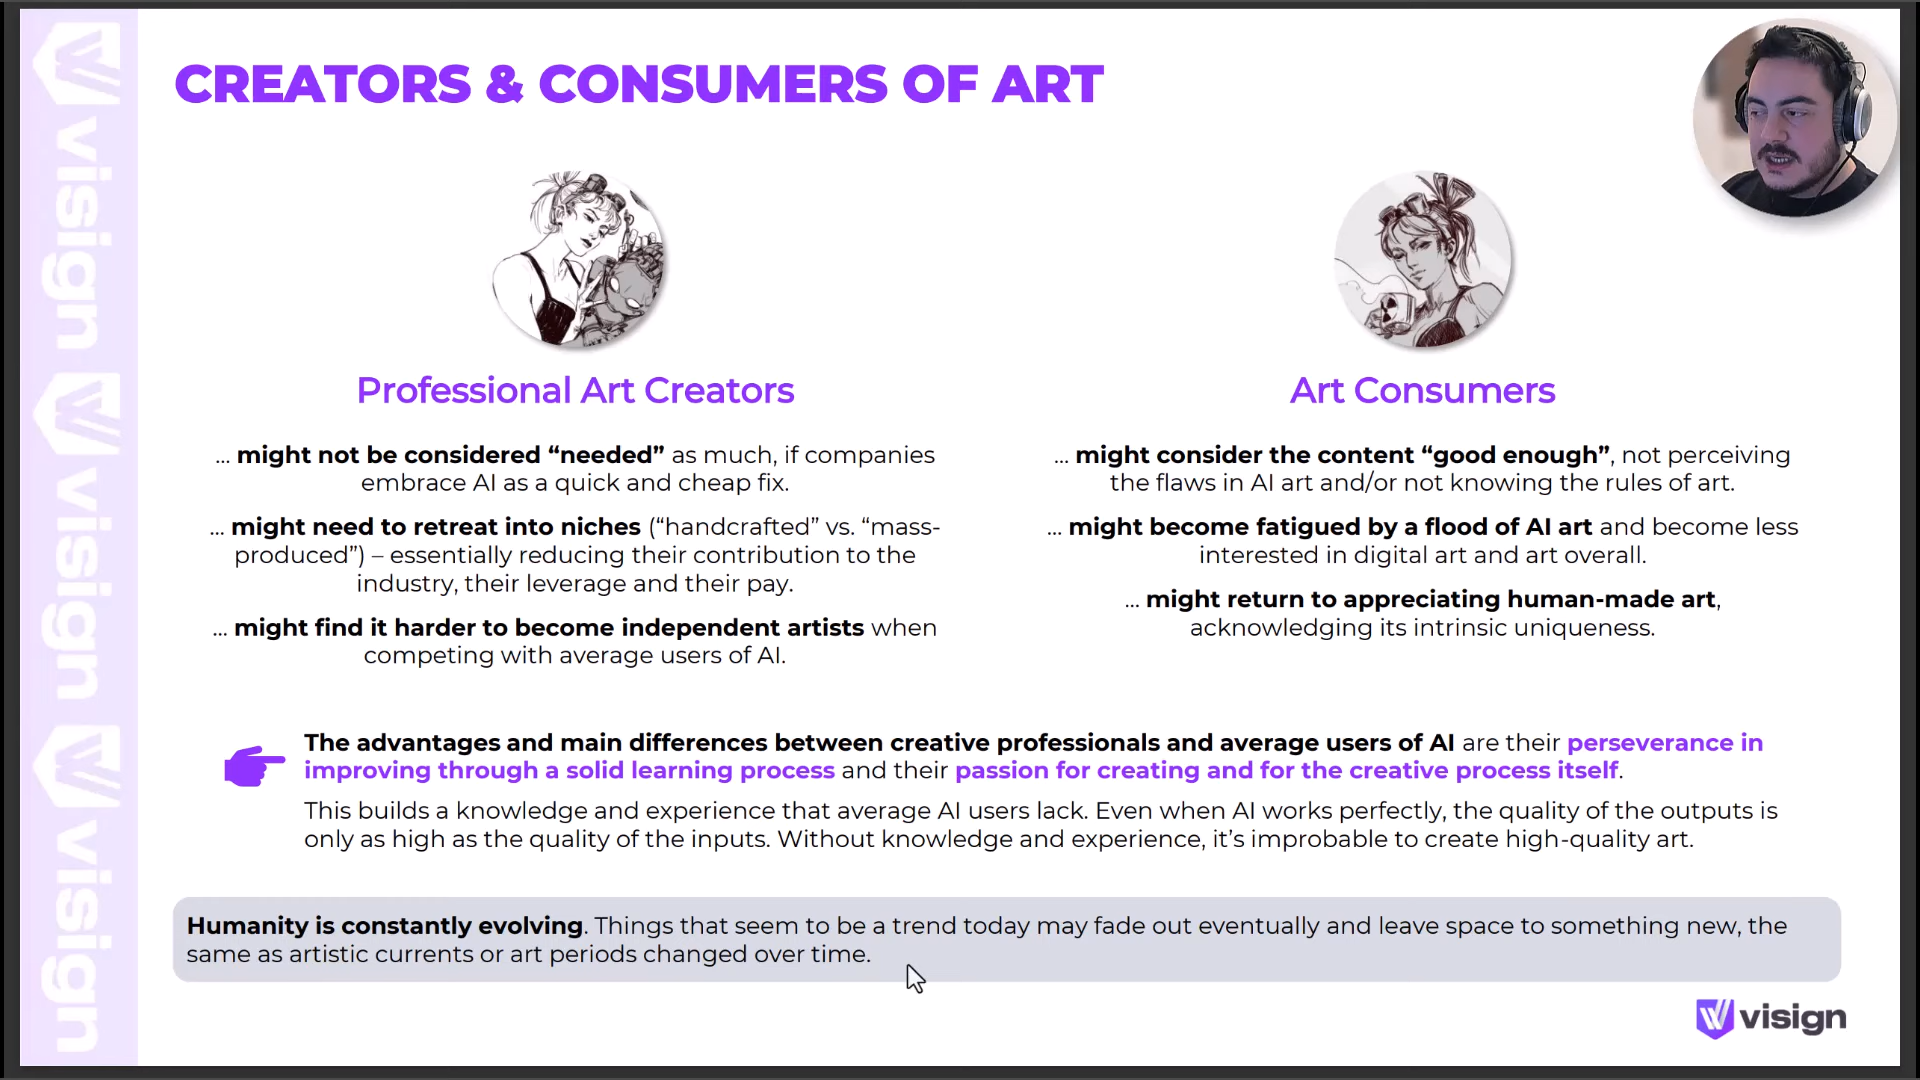 CREATORS & CONSUMERS OF ART
Professional Art Creators
... might not be considered “needed” as much, if companies
embrace AI as a quick and cheap fix.
... might need to retreat into niches (“handcrafted” vs. “mass-
produced”) – essentially reducing their contribution to the
industry, their leverage and their pay.
... might find it harder to become independent artists when
competing with average users of AI.
Art Consumers
... might consider the content “good enough”, not perceiving
the flaws in AI art and/or not knowing the rules of art.
... might become fatigued by a flood of AI art and become less
interested in digital art and art overall.
... might return to appreciating human-made art,
acknowledging its intrinsic uniqueness.
The advantages and main differences between creative professionals and average users of AI are their perseverance in
improving through a solid learning process and their passion for creating and for the creative process itself.
This builds a knowledge and experience that average AI users lack. Even when AI works perfectly, the quality of the outputs is
only as high as the quality of the inputs. Without knowledge and experience, it’s improbable to create high-quality art.
Humanity is constantly evolving. Things that seem to be a trend today may fade out eventually and leave space to something new, the
same as artistic currents or art periods changed over time.
visign
visign
visign
visign